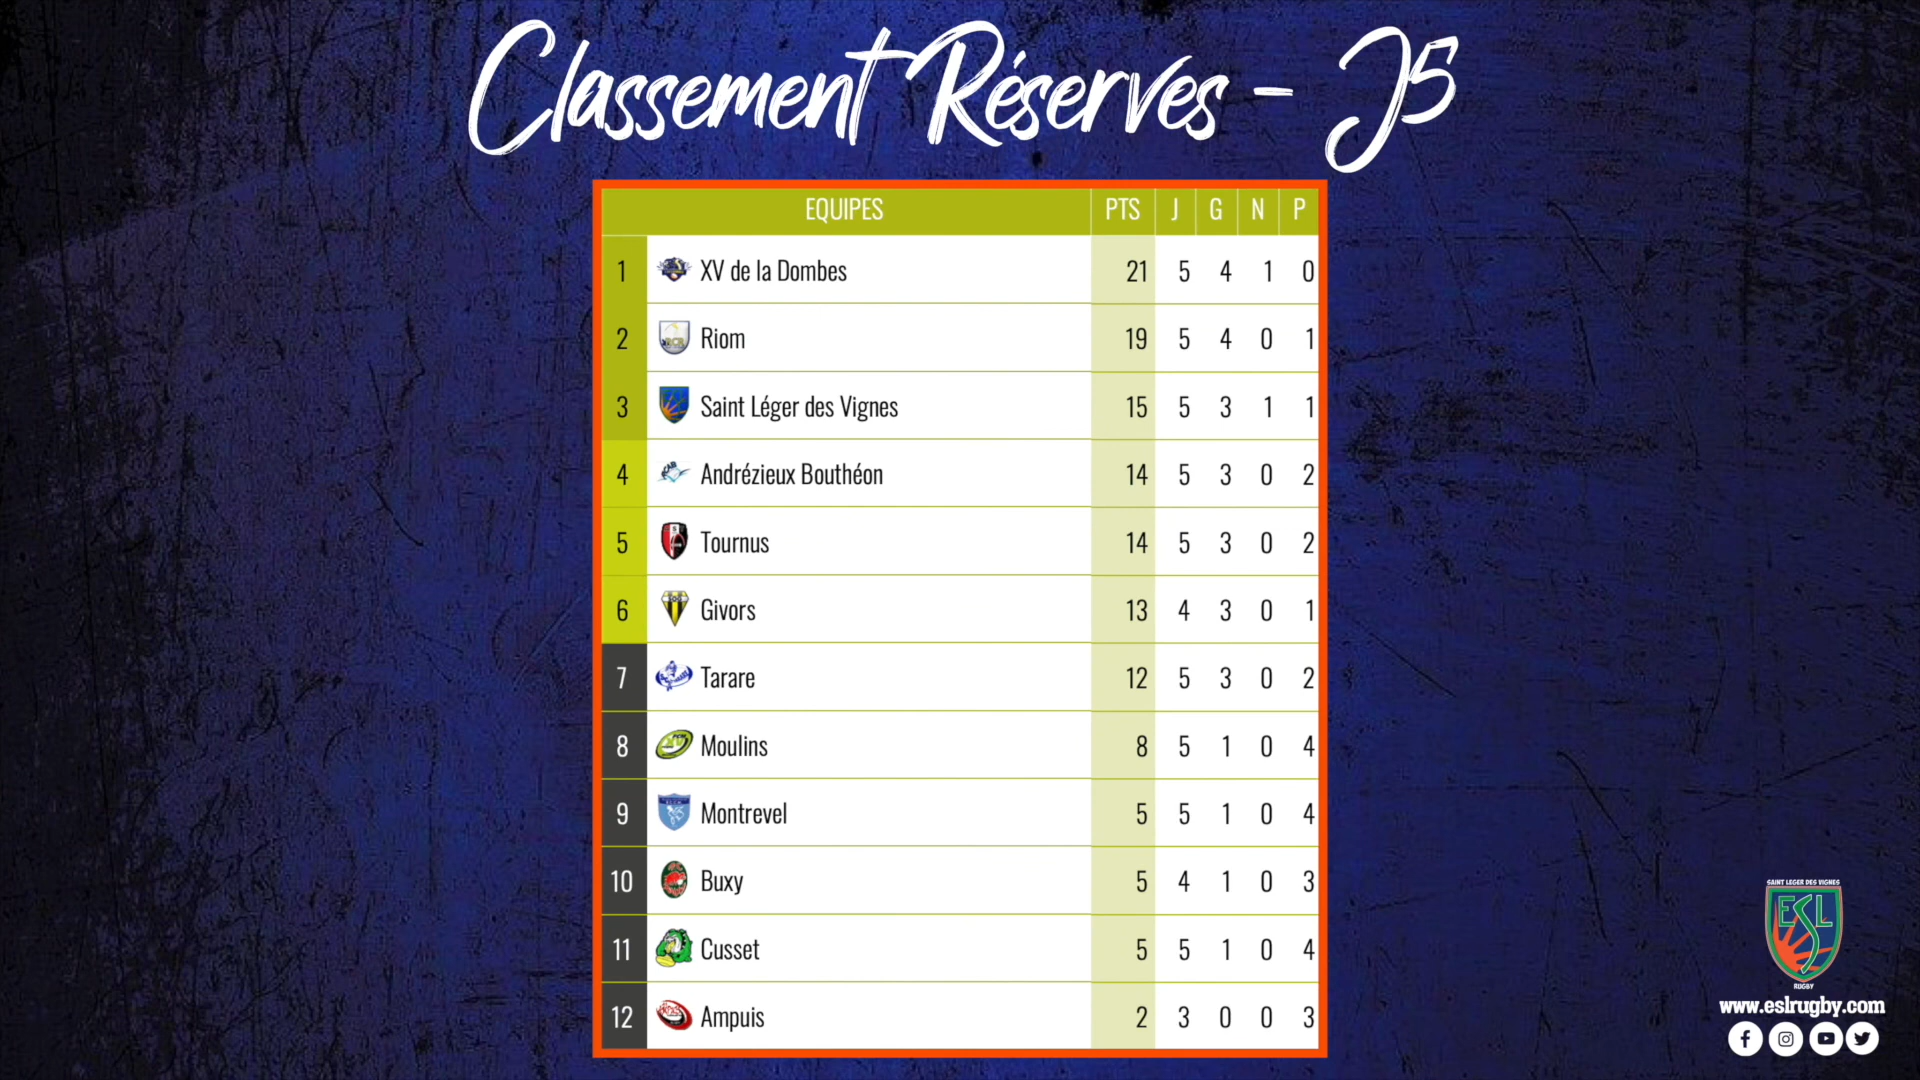 Classement Réserves - J5
EQUIPES PTS J G N P
1 XV de la Dombes 21 5 4 1 0
2 Riom 19 5 4 0 1
3 Saint Léger des Vignes 15 5 3 1 1
4 Andrézieux Bouthéon 14 5 3 0 2
5 Tournus 14 5 3 0 2
6 Givors 13 4 3 0 1
7 Tarare 12 5 3 0 2
8 Moulins 8 5 1 0 4
9 Montrevel 5 5 1 0 4
10 Buxy 5 4 1 0 3
11 Cusset 5 5 1 0 4
12 Ampuis 2 3 0 0 3
SAINT LEGER DES VIGNES
ESL
RUGBY
www.eslrugby.com